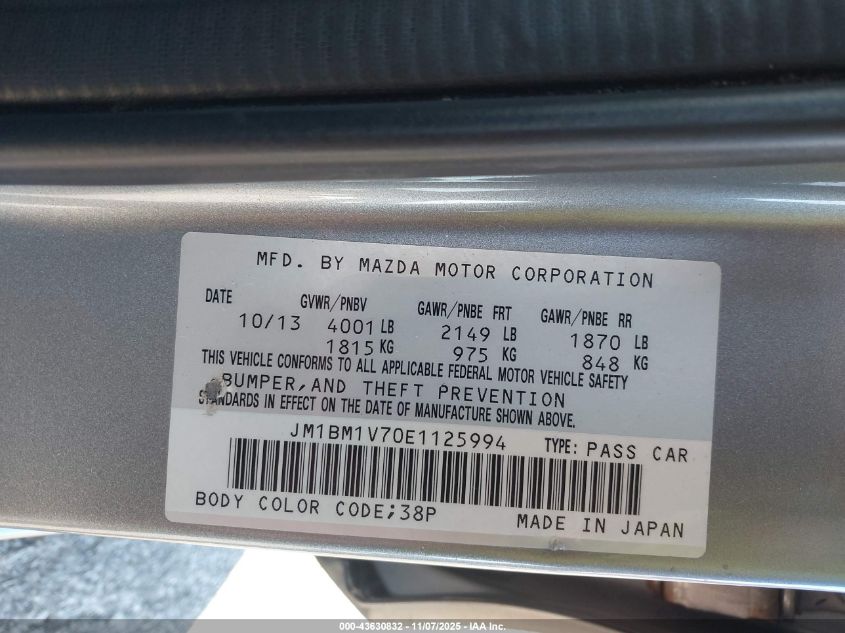 MFD. BY MAZDA MOTOR CORPORATION
DATE GVWR/PNBV GAWR/PNBE FRT GAWR/PNBE RR
10/13 4001 LB 2149 LB 1870 LB
1815 KG 975 KG 848 KG
THIS VEHICLE CONFORMS TO ALL APPLICABLE FEDERAL MOTOR VEHICLE SAFETY
BUMPER, AND THEFT PREVENTION
STANDARDS IN EFFECT ON THE DATE OF MANUFACTURE SHOWN ABOVE.
JM1BM1V70E1125994 TYPE: PASS CAR
BODY COLOR CODE;38P
MADE IN JAPAN
000-43630832 - 11/07/2025 - IAA Inc.